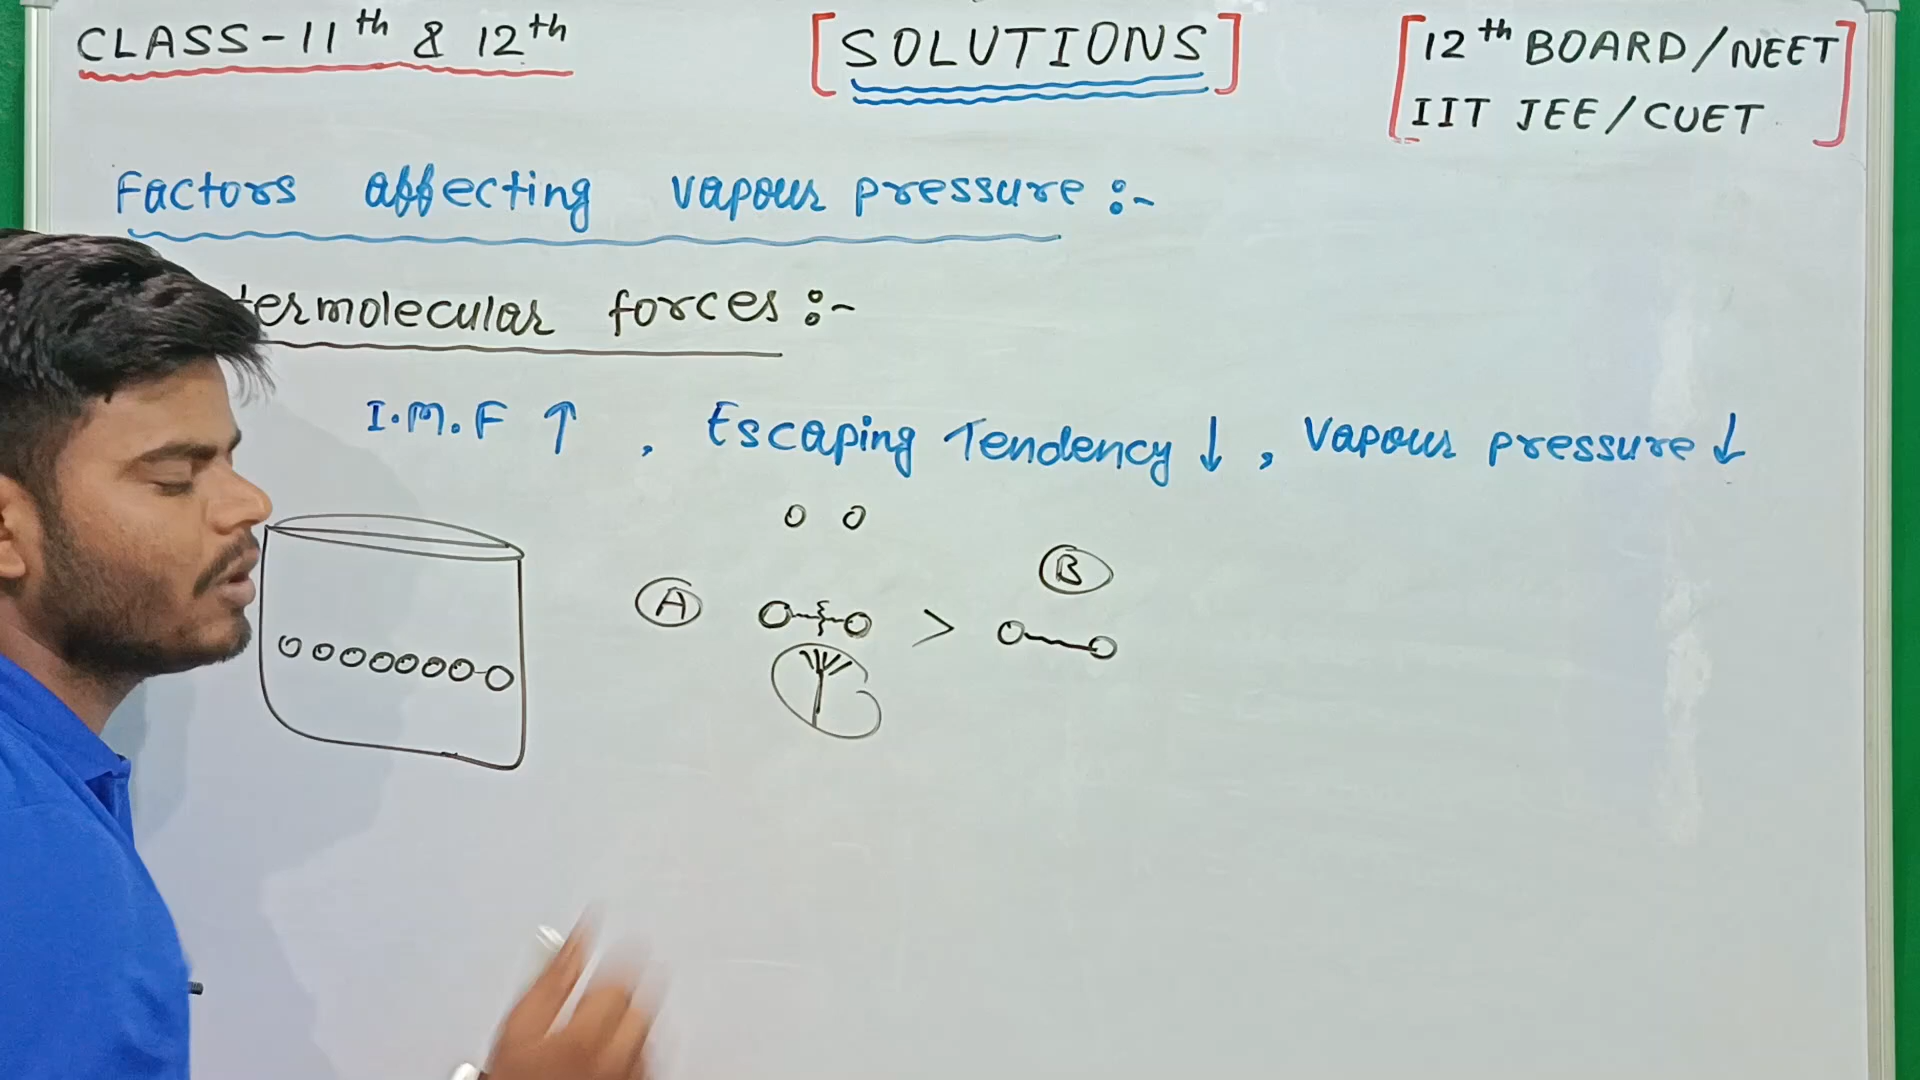 CLASS-11th & 12th
[SOLUTIONS]
[12th BOARD/NEET
IIT JEE/CUET]
Factors affecting vapour pressure :-
termolecular forces :-
I.M.F ↑ , Escaping Tendency ↓ , Vapour pressure ↓
A > B